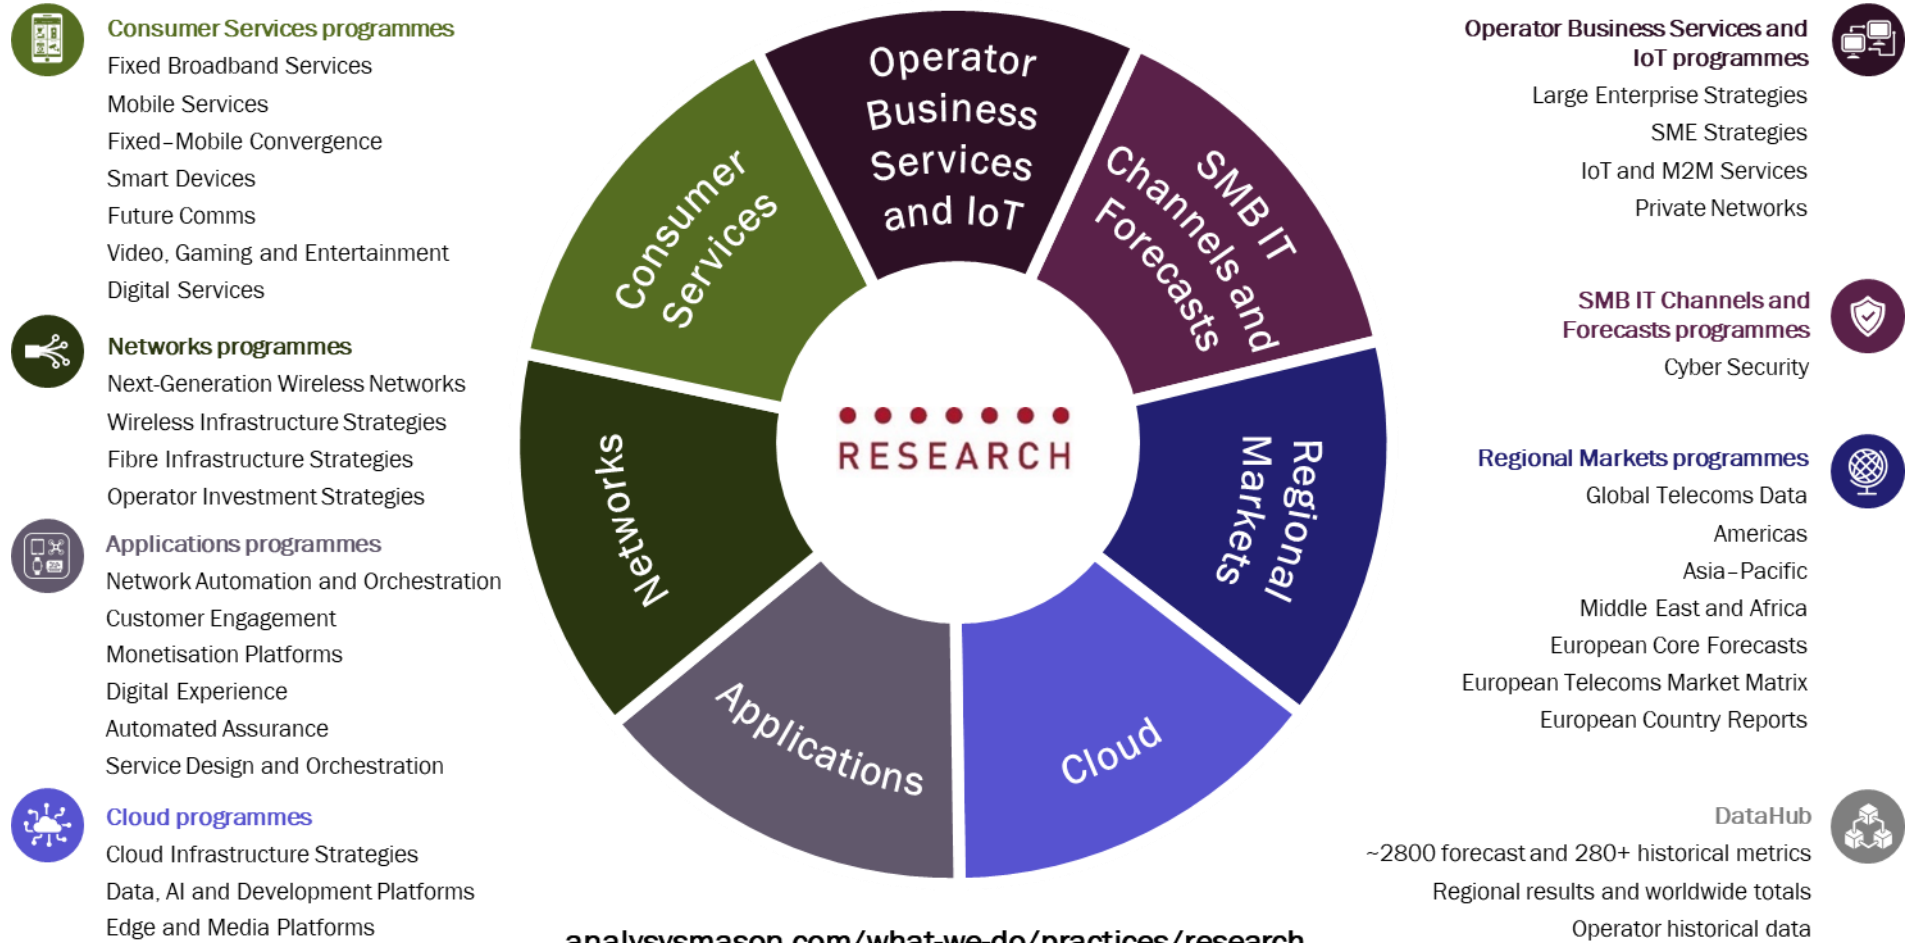 Consumer Services programmes
Fixed Broadband Services
Mobile Services
Fixed–Mobile Convergence
Smart Devices
Future Comms
Video, Gaming and Entertainment
Digital Services
Networks programmes
Next-Generation Wireless Networks
Wireless Infrastructure Strategies
Fibre Infrastructure Strategies
Operator Investment Strategies
Applications programmes
Network Automation and Orchestration
Customer Engagement
Monetisation Platforms
Digital Experience
Automated Assurance
Service Design and Orchestration
Cloud programmes
Cloud Infrastructure Strategies
Data, AI and Development Platforms
Edge and Media Platforms
Operator
Business
Services
and IoT
SMB IT
Channels and
Forecasts
Regional
Markets
Cloud
Applications
Networks
Consumer
Services
RESEARCH
analysysmason.com/what-we-do/practices/research
Operator Business Services and
IoT programmes
Large Enterprise Strategies
SME Strategies
IoT and M2M Services
Private Networks
SMB IT Channels and
Forecasts programmes
Cyber Security
Regional Markets programmes
Global Telecoms Data
Americas
Asia–Pacific
Middle East and Africa
European Core Forecasts
European Telecoms Market Matrix
European Country Reports
DataHub
~2800 forecast and 280+ historical metrics
Regional results and worldwide totals
Operator historical data